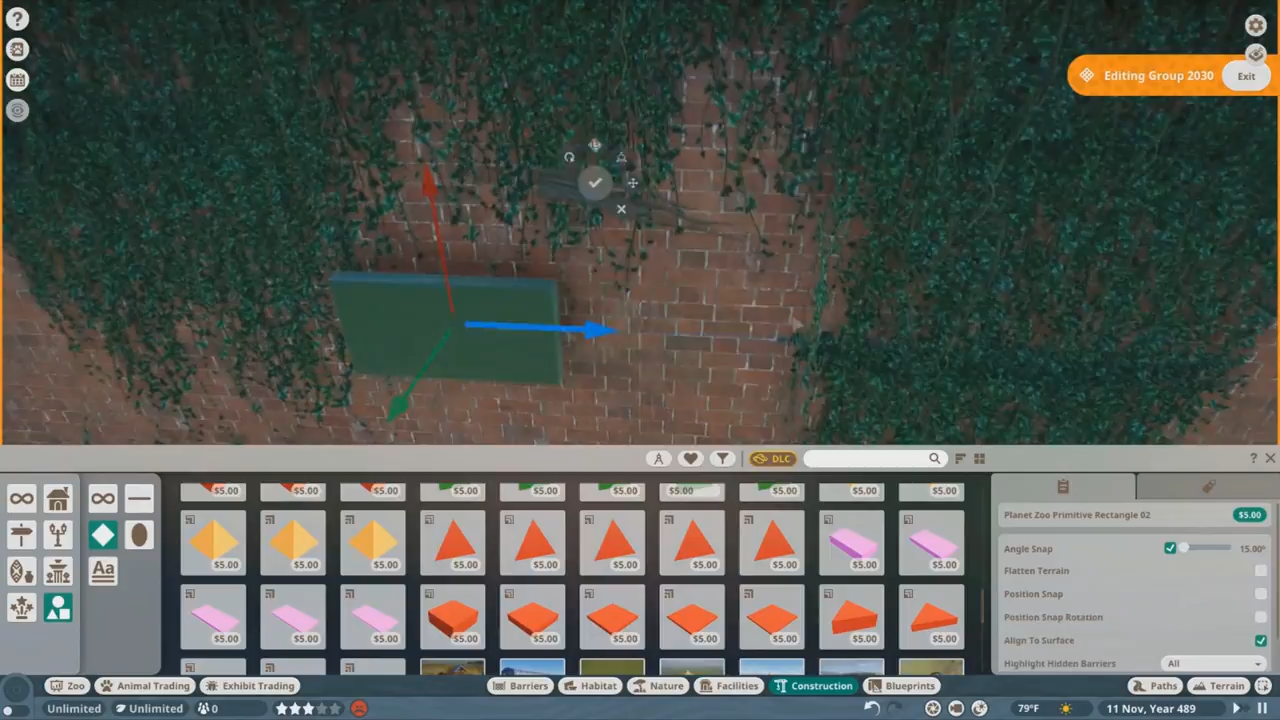 Editing Group 2030 Exit
DLC
$5.00 $5.00 $5.00 $5.00 $5.00 $5.00 $5.00 $5.00 $5.00 $5.00
$5.00 $5.00 $5.00 $5.00 $5.00 $5.00 $5.00 $5.00 $5.00 $5.00
$5.00 $5.00 $5.00 $5.00 $5.00 $5.00 $5.00 $5.00 $5.00 $5.00
Aa
Planet Zoo Primitive Rectangle 02 $5.00
Angle Snap 15.00°
Flatten Terrain
Position Snap
Position Snap Rotation
Align To Surface
Highlight Hidden Barriers All
Zoo Animal Trading Exhibit Trading Barriers Habitat Nature Facilities Construction Blueprints Paths Terrain
Unlimited Unlimited 0 79°F 11 Nov, Year 489